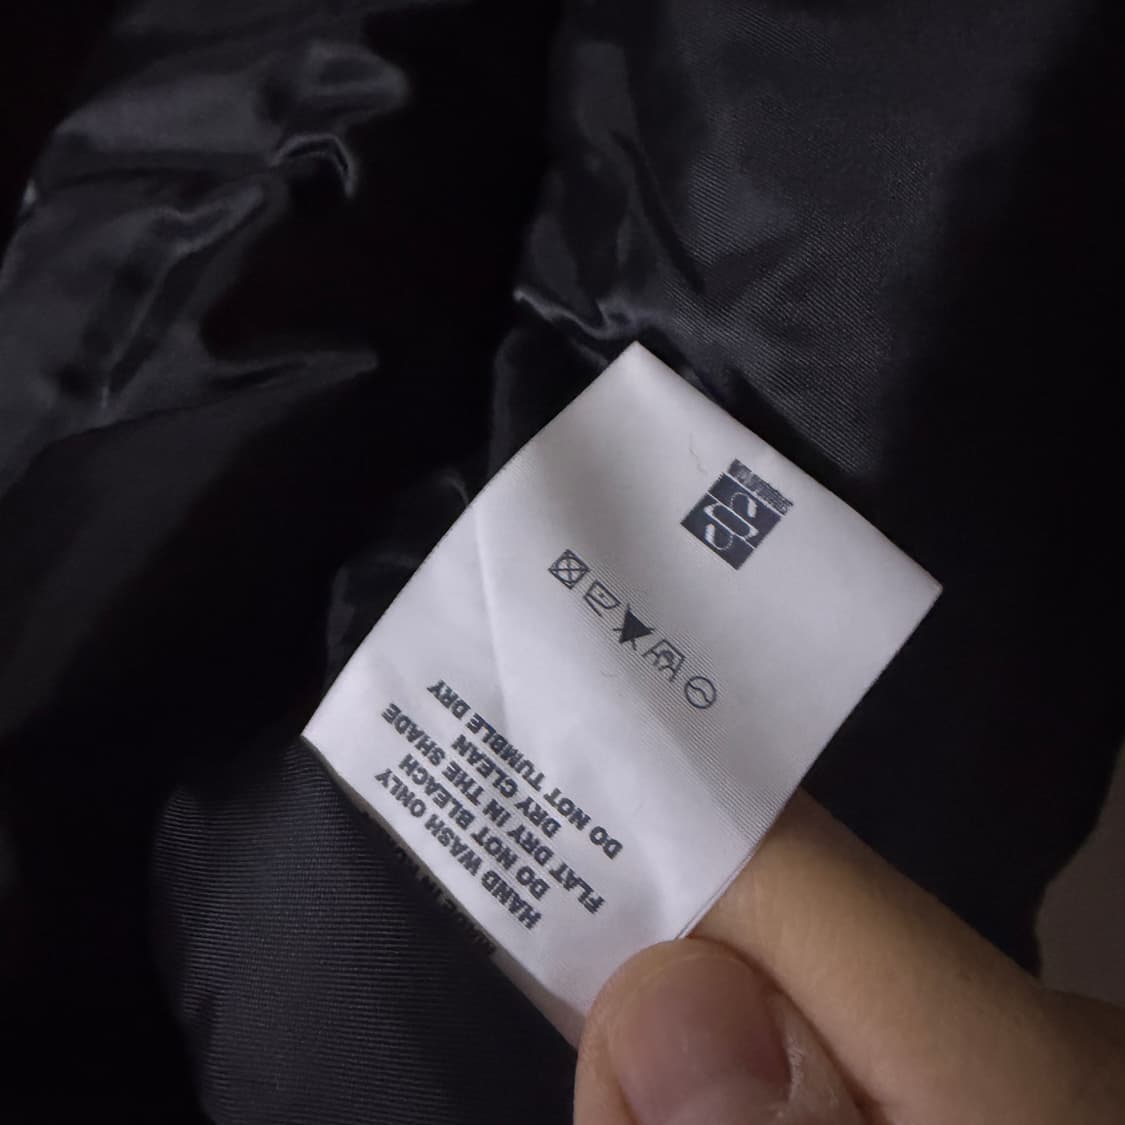 HAND WASH ONLY
DO NOT BLEACH
FLAT DRY IN THE SHADE
DRY CLEAN
DO NOT TUMBLE DRY